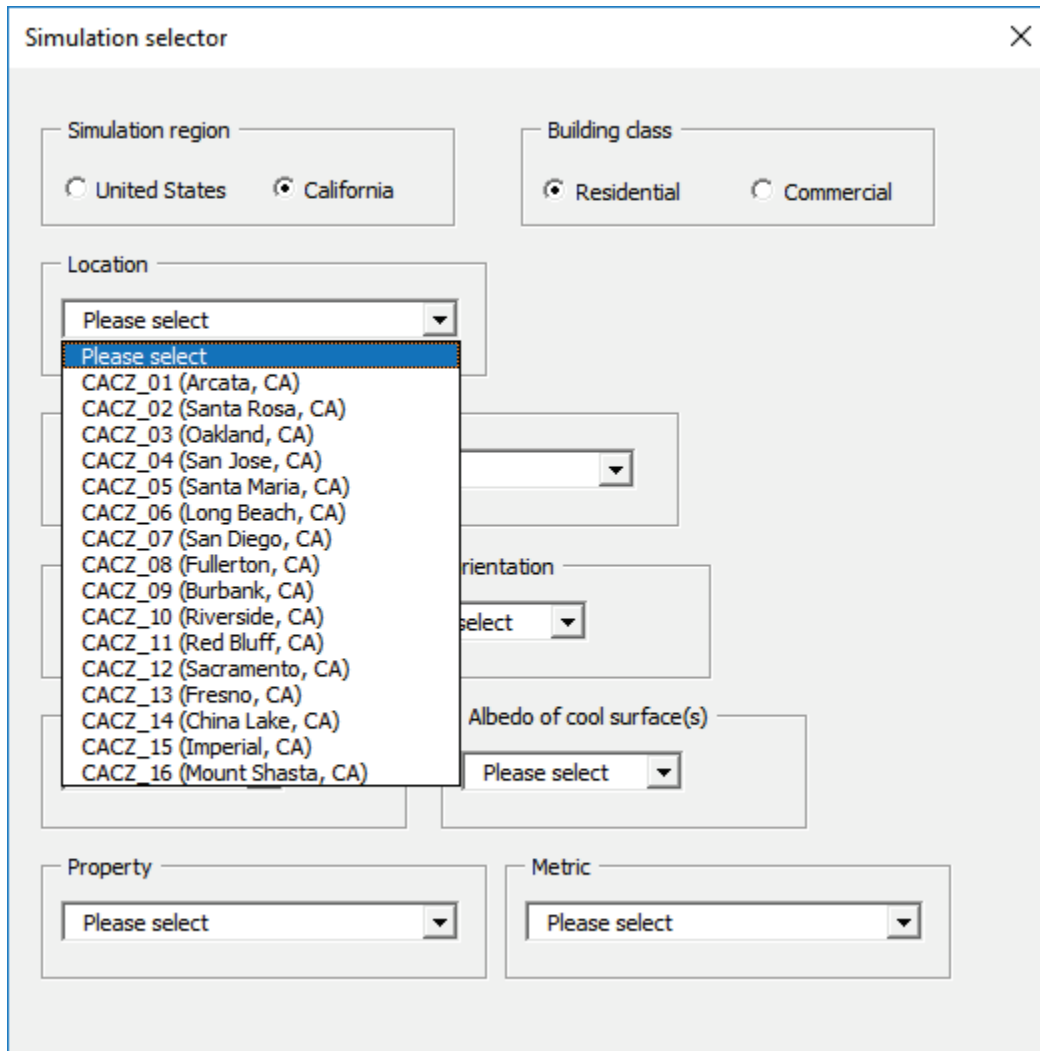 Simulation selector
Simulation region
Building class
United States
California
Residential
Commercial
Location
Please select
Please select
CACZ_01 (Arcata, CA)
CACZ_02 (Santa Rosa, CA)
CACZ_03 (Oakland, CA)
CACZ_04 (San Jose, CA)
CACZ_05 (Santa Maria, CA)
CACZ_06 (Long Beach, CA)
CACZ_07 (San Diego, CA)
CACZ_08 (Fullerton, CA)
rientation
CACZ_09 (Burbank, CA)
CACZ_10 (Riverside, CA)
select
CACZ_11 (Red Bluff, CA)
CACZ_12 (Sacramento, CA)
CACZ_13 (Fresno, CA)
CACZ_14 (China Lake, CA)
Albedo of cool surface(s)
CACZ_15 (Imperial, CA)
CACZ_16 (Mount Shasta, CA)
Please select
Property
Metric
Please select
Please select